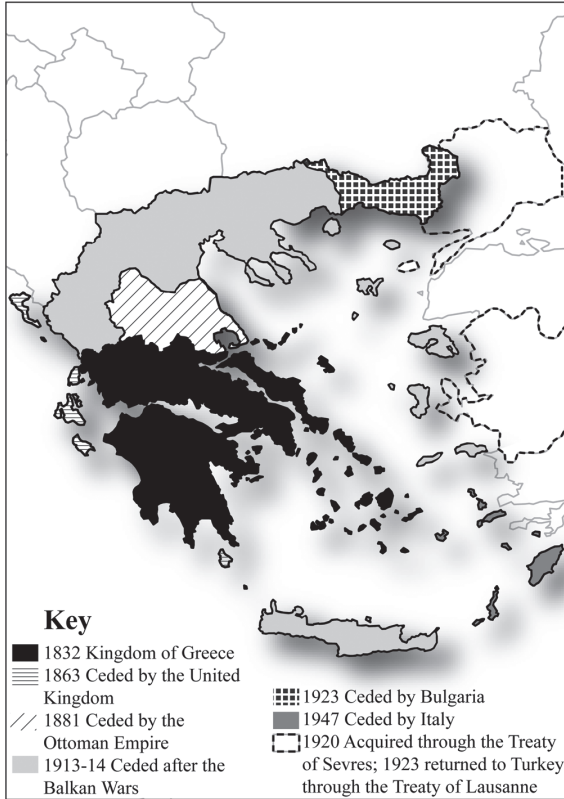 Key
1832 Kingdom of Greece
1863 Ceded by the United
Kingdom
1881 Ceded by the
Ottoman Empire
1913-14 Ceded after the
Balkan Wars
1923 Ceded by Bulgaria
1947 Ceded by Italy
1920 Acquired through the Treaty
of Sevres; 1923 returned to Turkey
through the Treaty of Lausanne